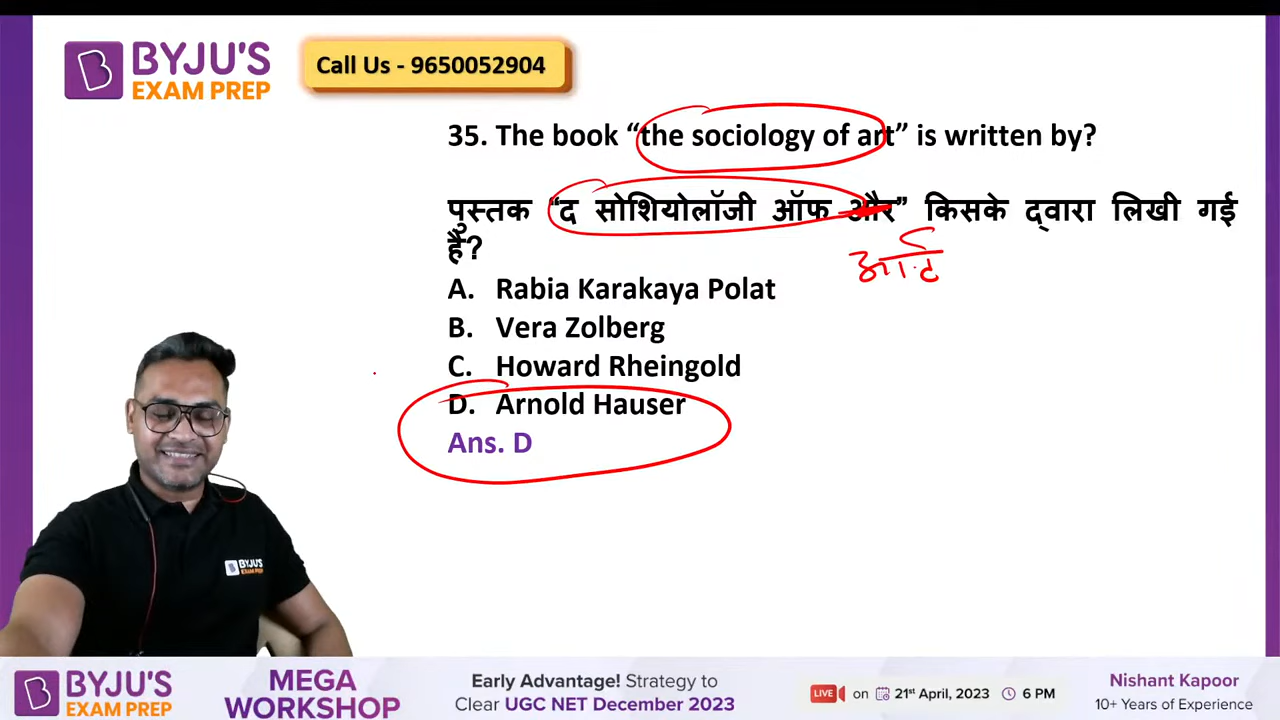 BYJU'S
EXAM PREP
Call Us - 9650052904
35. The book “the sociology of art” is written by?
पुस्तक “द सोशियोलॉजी ऑफ और” किसके द्वारा लिखी गई
है?
आर्ट
A. Rabia Karakaya Polat
B. Vera Zolberg
C. Howard Rheingold
D. Arnold Hauser
Ans. D
BYJU'S
EXAM PREP
BYJU'S
EXAM PREP
MEGA
WORKSHOP
Early Advantage! Strategy to
Clear UGC NET December 2023
LIVE on 21st April, 2023 6 PM
Nishant Kapoor
10+ Years of Experience